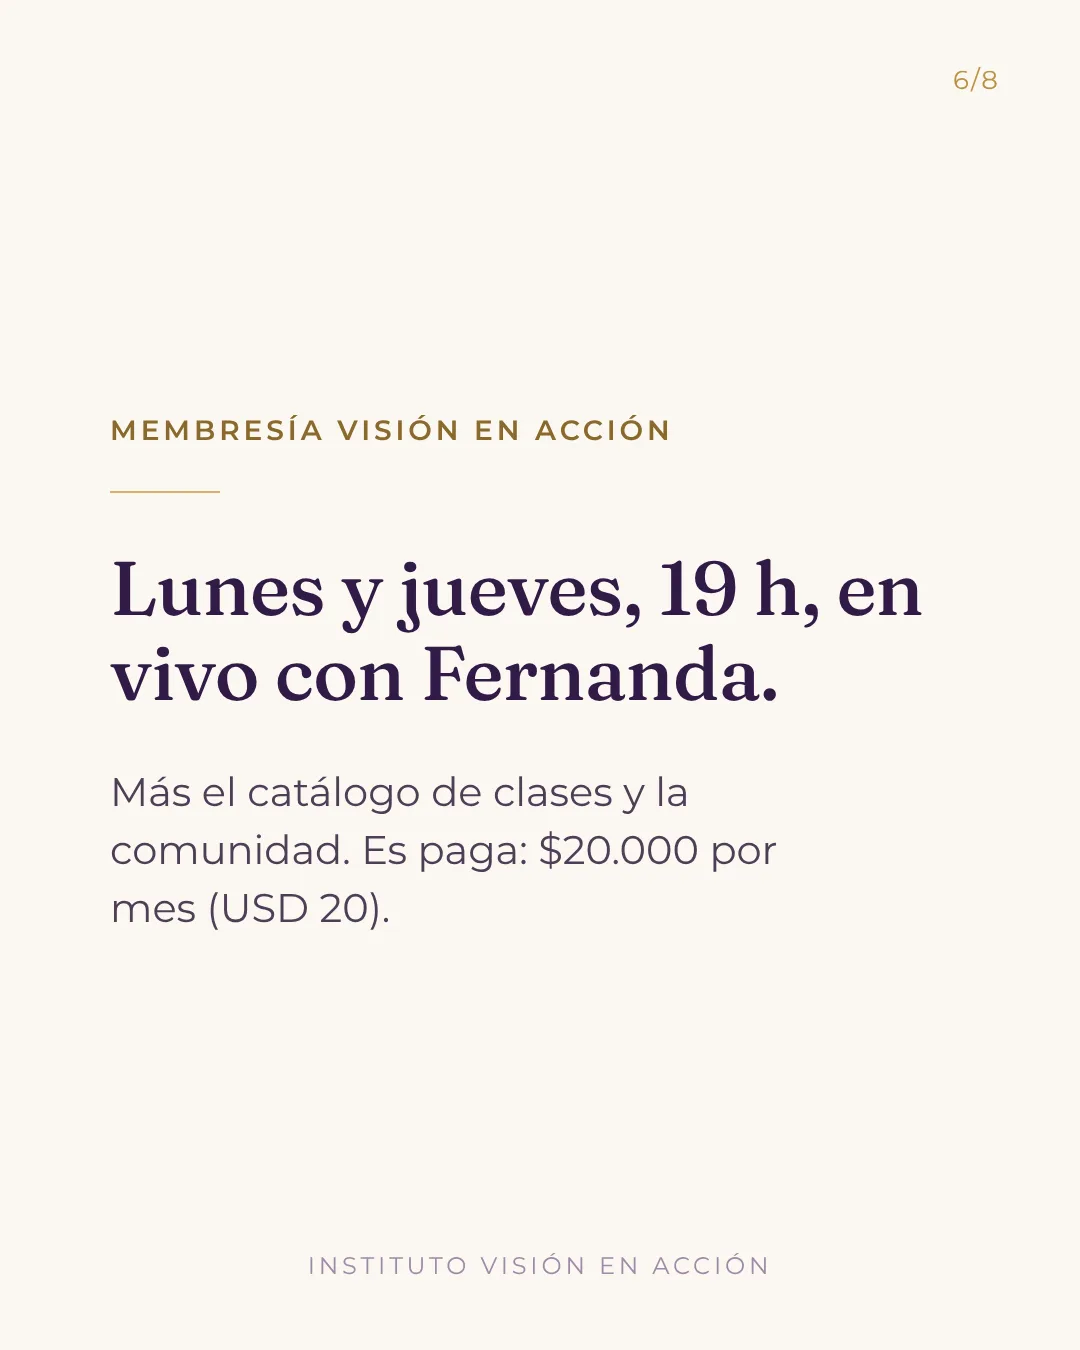 6/8
MEMBRESÍA VISIÓN EN ACCIÓN
Lunes y jueves, 19 h, en
vivo con Fernanda.
Más el catálogo de clases y la
comunidad. Es paga: $20.000 por
mes (USD 20).
INSTITUTO VISIÓN EN ACCIÓN